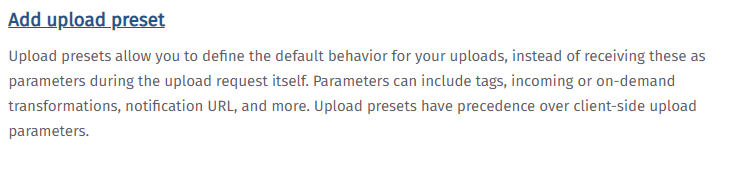 Add upload preset
Upload presets allow you to define the default behavior for your uploads, instead of receiving these as
parameters during the upload request itself. Parameters can include tags, incoming or on-demand
transformations, notification URL, and more. Upload presets have precedence over client-side upload
parameters.